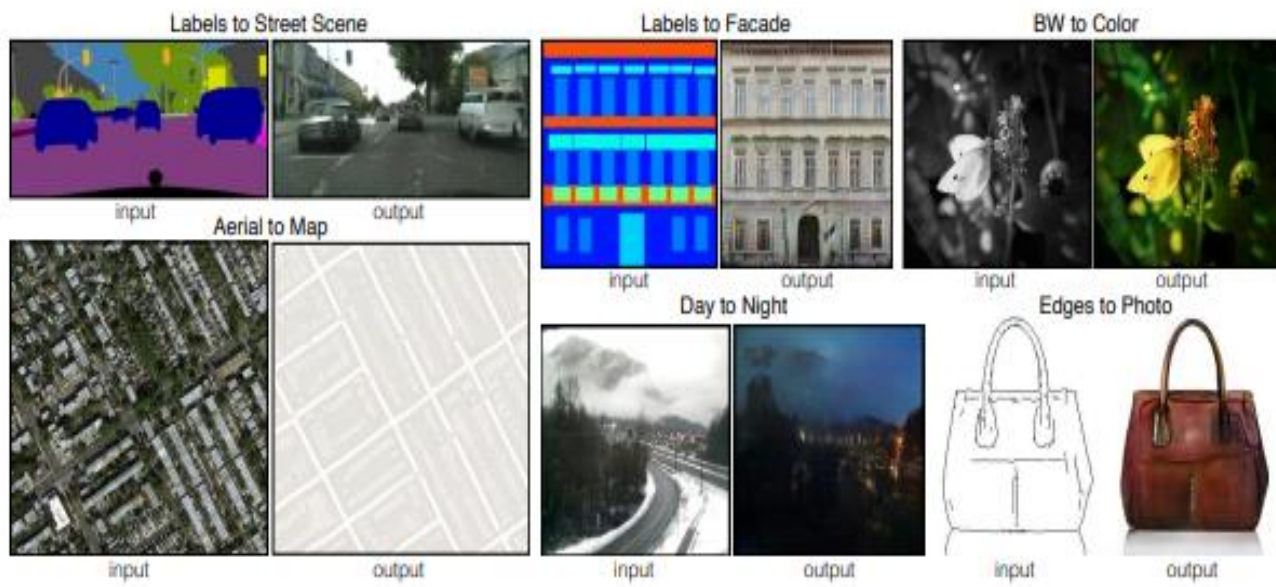 Labels to Street Scene
input
output
Aerial to Map
input
output
Labels to Facade
input
output
BW to Color
input
output
Day to Night
input
output
Edges to Photo
input
output